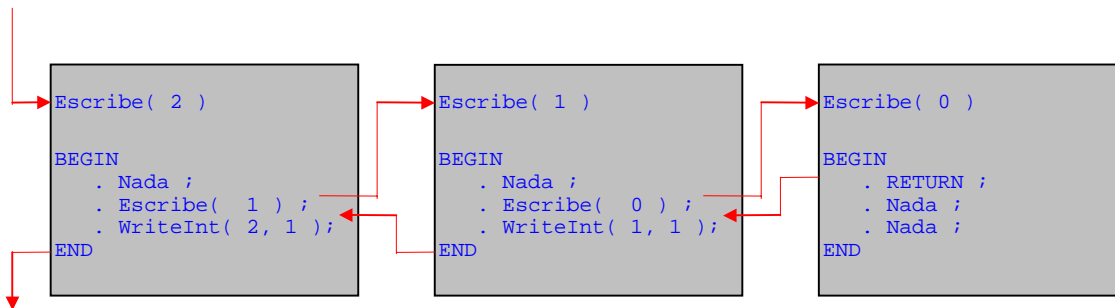 Escribe( 2 )
BEGIN
. Nada ;
. Escribe( 1 ) ;
. WriteInt( 2, 1 );
END
Escribe( 1 )
BEGIN
. Nada ;
. Escribe( 0 ) ;
. WriteInt( 1, 1 );
END
Escribe( 0 )
BEGIN
. RETURN ;
. Nada ;
. Nada ;
END